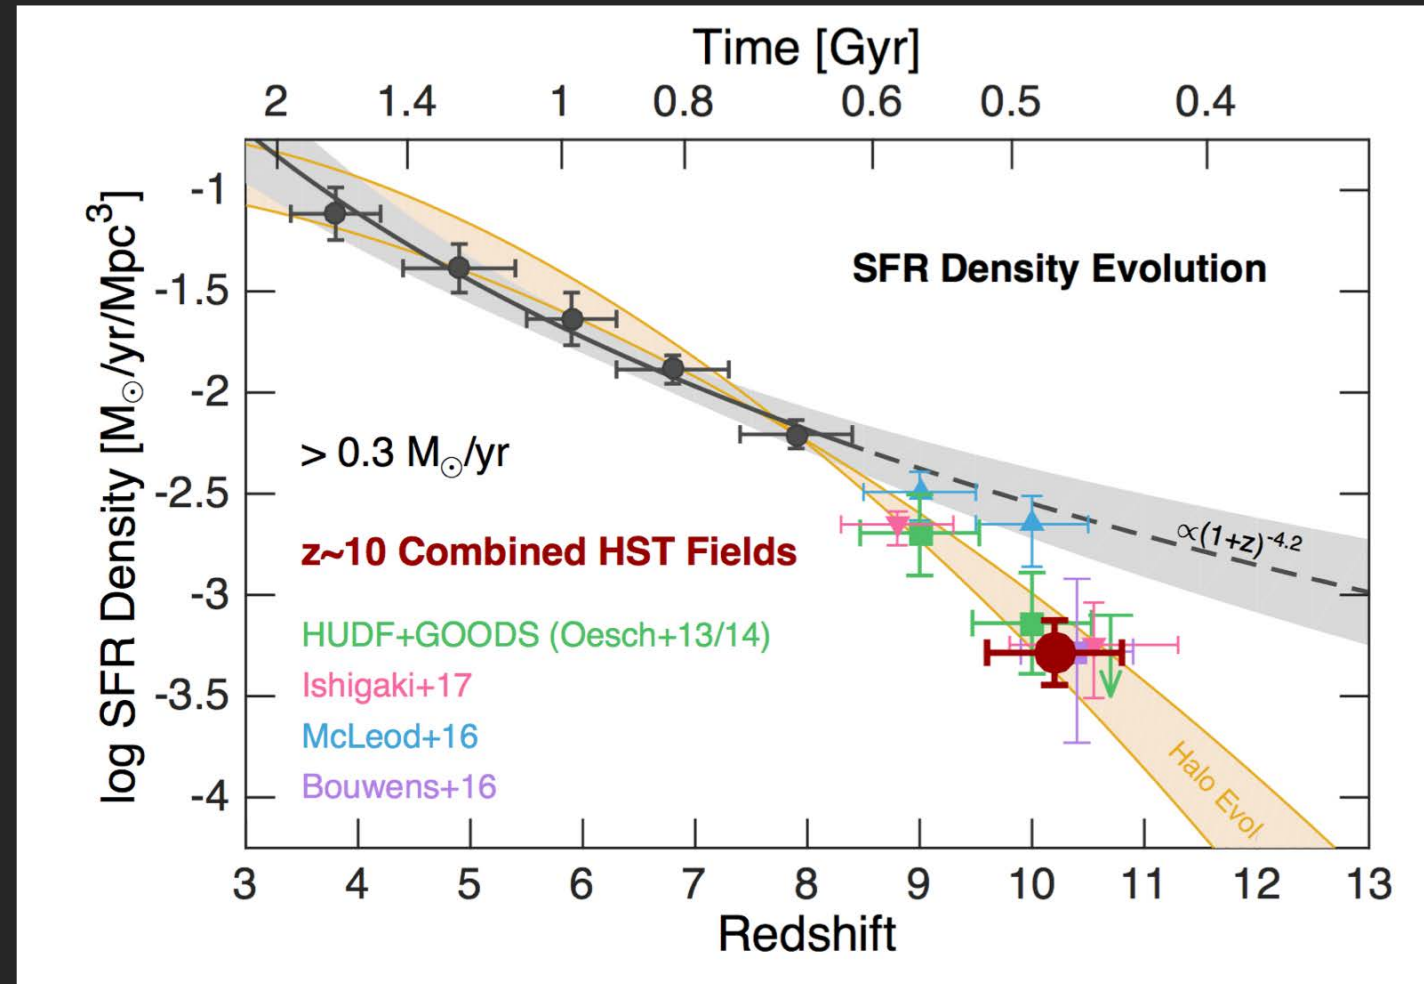 Time [Gyr]
2 1.4 1 0.8 0.6 0.5 0.4
log SFR Density [M☉/yr/Mpc³]
-1
-1.5
-2
-2.5
-3
-3.5
-4
SFR Density Evolution
> 0.3 M☉/yr
∝(1+z)⁻⁴·²
z~10 Combined HST Fields
HUDF+GOODS (Oesch+13/14)
Ishigaki+17
McLeod+16
Bouwens+16
Halo Evol
3 4 5 6 7 8 9 10 11 12 13
Redshift